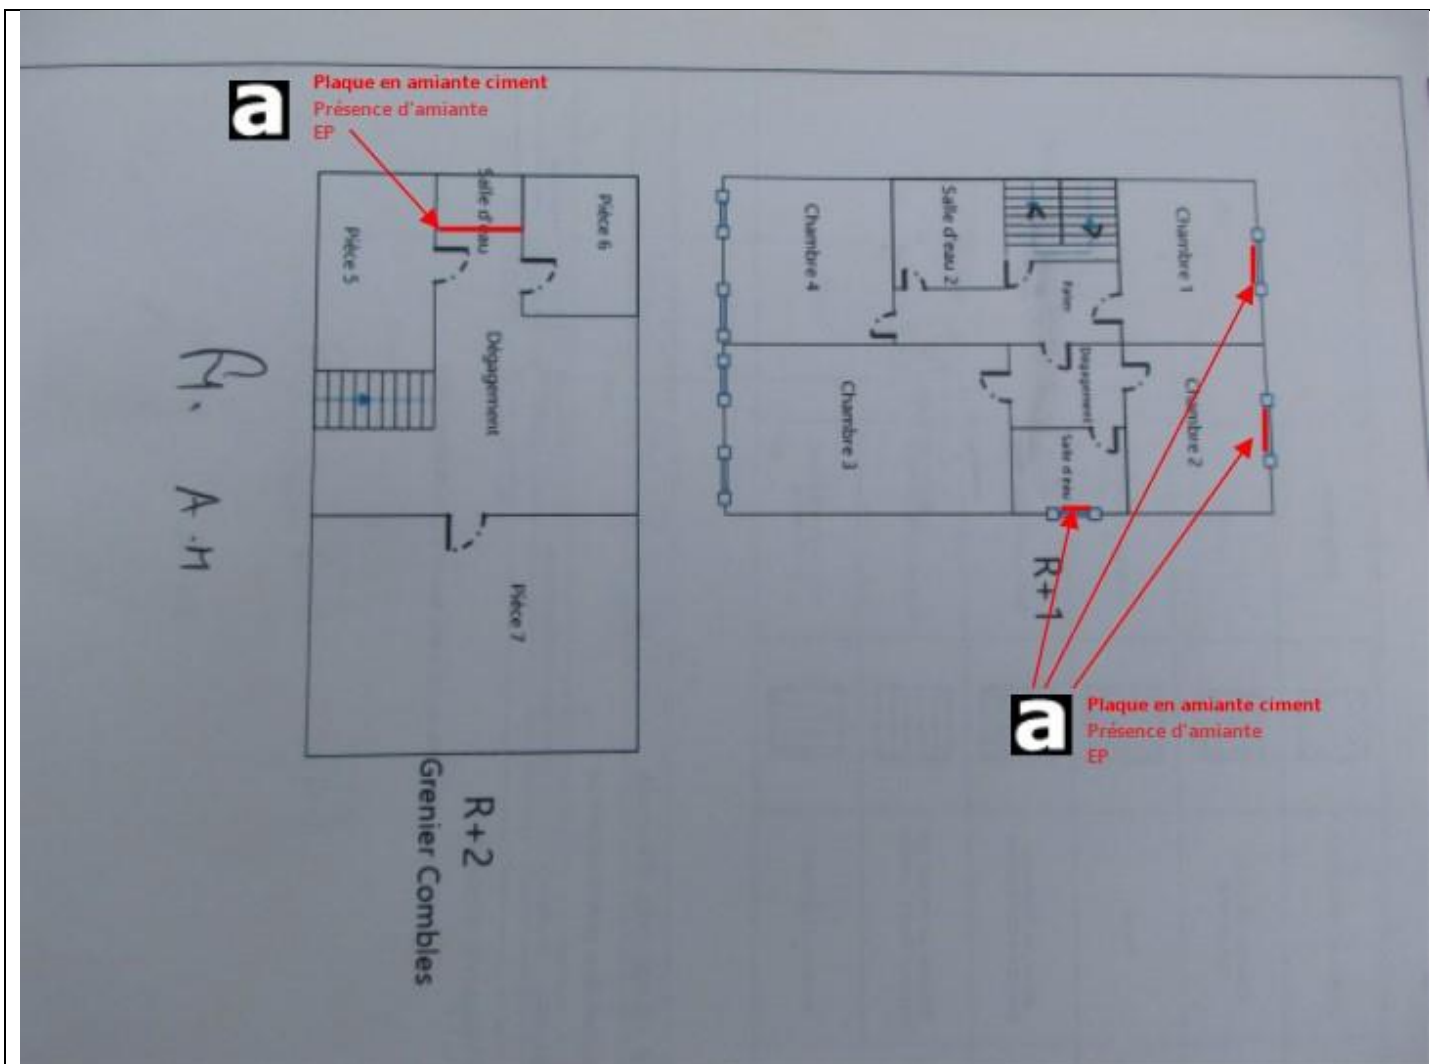 a
Plaque en amiante ciment
Présence d'amiante
EP
Salle d'eau
Pièce 6
Pièce 5
Dégagement
Pièce 7
R+2
Grenier Combles
A.M
Chambre 4
Salle d'eau 2
Chambre 1
Palier
Dégagement
Chambre 3
Chambre 2
Salle d'eau
R+1
a
Plaque en amiante ciment
Présence d'amiante
EP